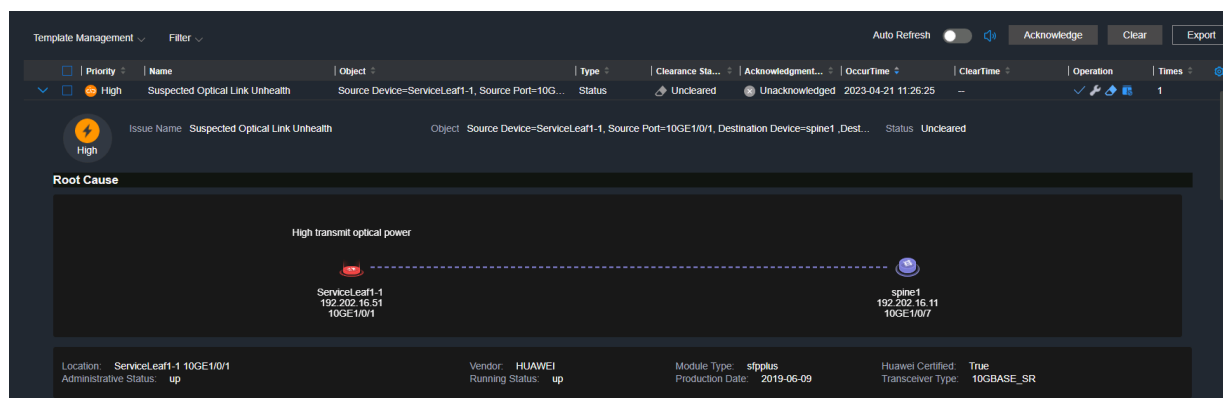 Template Management Filter Auto Refresh Acknowledge Clear Export
Priority Name Object Type Clearance Sta... Acknowledgment... OccurTime ClearTime Operation Times
High Suspected Optical Link Unhealth Source Device=ServiceLeaf1-1, Source Port=10G... Status Uncleared Unacknowledged 2023-04-21 11:26:25 -- 1
Issue Name Suspected Optical Link Unhealth Object Source Device=ServiceLeaf1-1, Source Port=10GE1/0/1, Destination Device=spine1 ,Dest... Status Uncleared
High
Root Cause
High transmit optical power
ServiceLeaf1-1
192.202.16.51
10GE1/0/1
spine1
192.202.16.11
10GE1/0/7
Location: ServiceLeaf1-1 10GE1/0/1 Vendor: HUAWEI Module Type: sfpplus Huawei Certified: True
Administrative Status: up Running Status: up Production Date: 2019-06-09 Transceiver Type: 10GBASE_SR